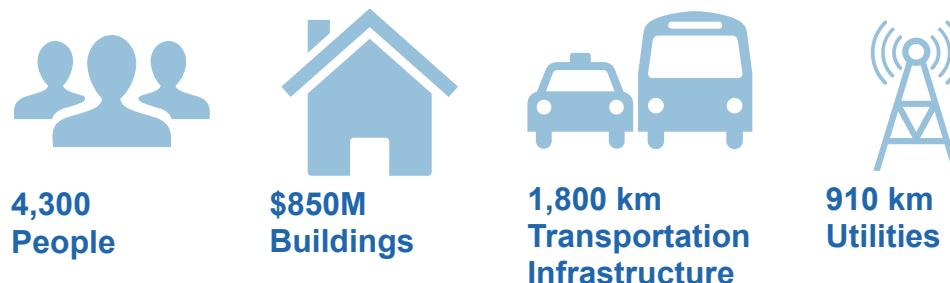 4,300
People
$850M
Buildings
1,800 km
Transportation
Infrastructure
910 km
Utilities